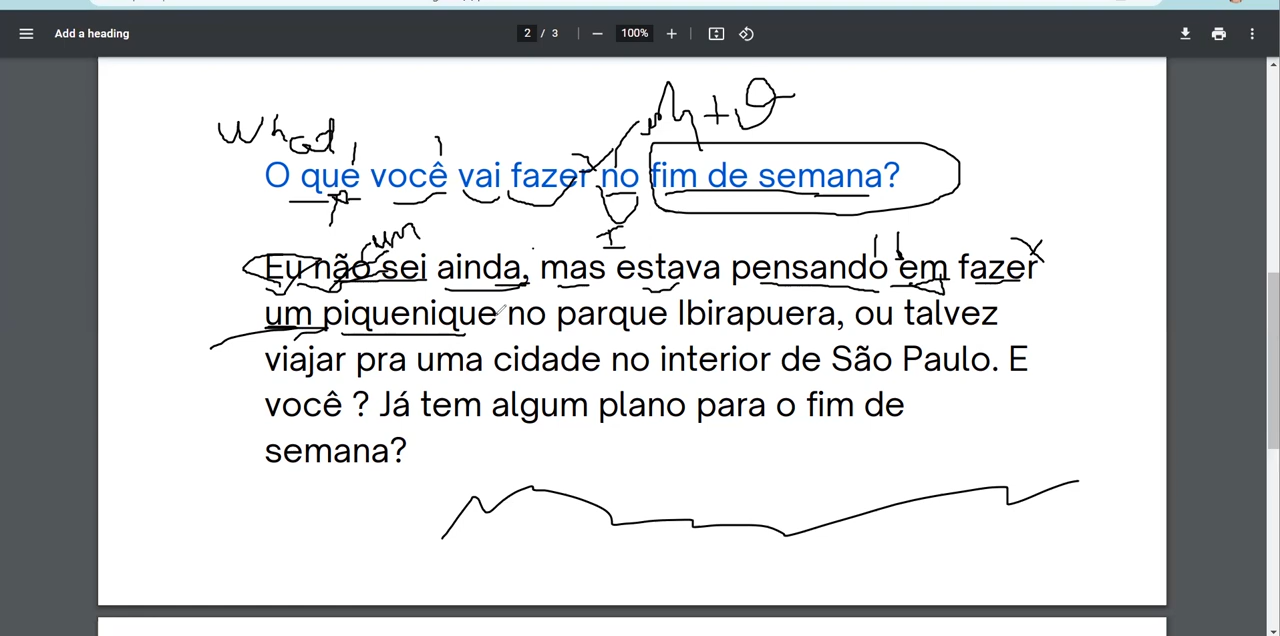 Add a heading
2 / 3
100%
What
O que você vai fazer no fim de semana?
um
Eu não sei ainda, mas estava pensando em fazer
um piquenique no parque Ibirapuera, ou talvez
viajar pra uma cidade no interior de São Paulo. E
você ? Já tem algum plano para o fim de
semana?